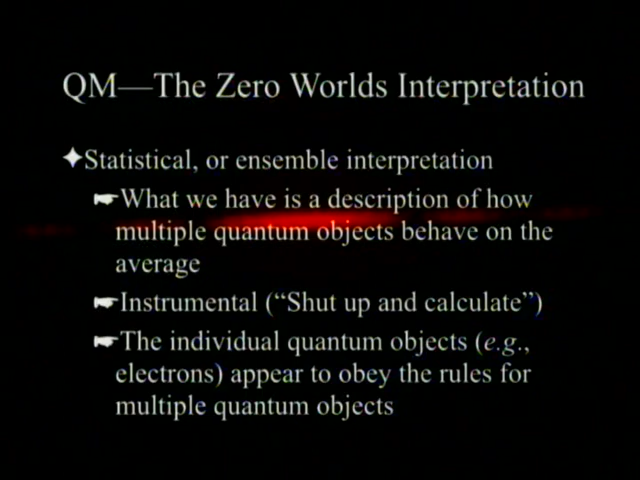 QM—The Zero Worlds Interpretation
Statistical, or ensemble interpretation
What we have is a description of how
multiple quantum objects behave on the
average
Instrumental (“Shut up and calculate”)
The individual quantum objects (e.g.,
electrons) appear to obey the rules for
multiple quantum objects